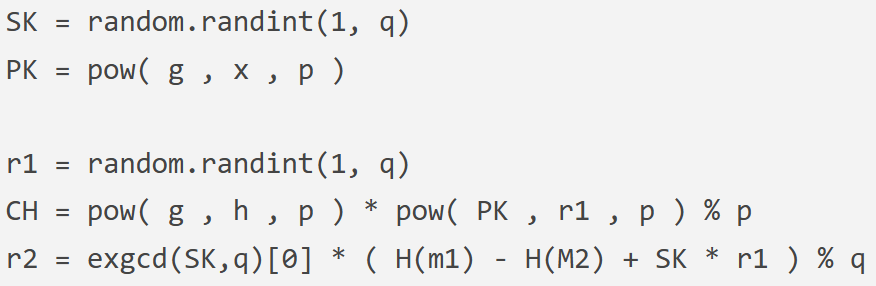 SK = random.randint(1, q)
PK = pow( g , x , p )
r1 = random.randint(1, q)
CH = pow( g , h , p ) * pow( PK , r1 , p ) % p
r2 = exgcd(SK,q)[0] * ( H(m1) - H(M2) + SK * r1 ) % q